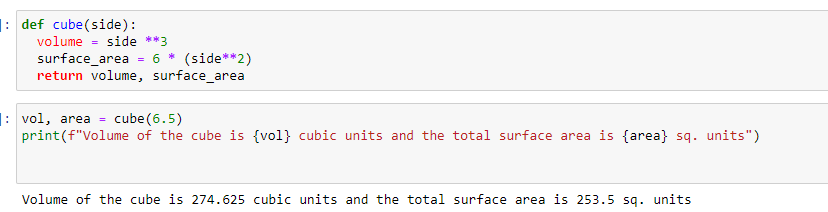 ]: def cube(side):
volume = side **3
surface_area = 6 * (side**2)
return volume, surface_area
]: vol, area = cube(6.5)
print(f"Volume of the cube is {vol} cubic units and the total surface area is {area} sq. units")
Volume of the cube is 274.625 cubic units and the total surface area is 253.5 sq. units